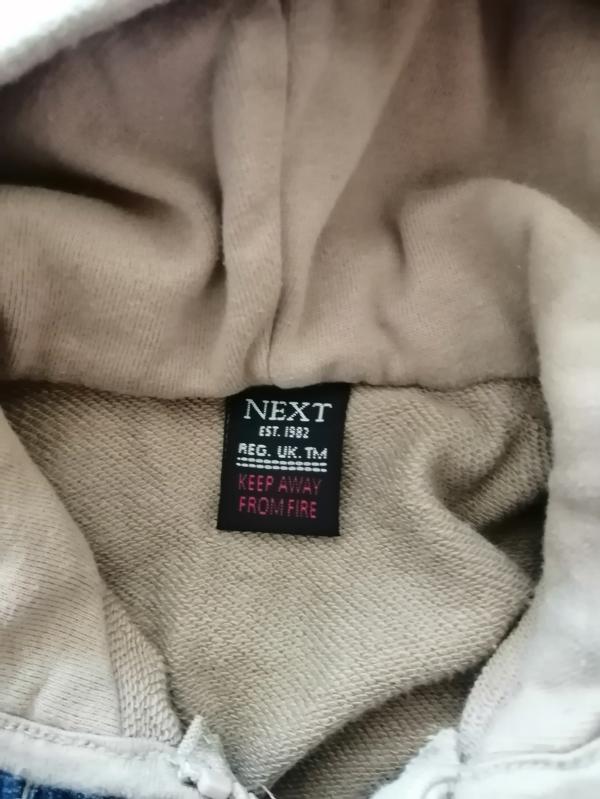 NEXT
EST. 1982
REG. UK. TM
KEEP AWAY
FROM FIRE